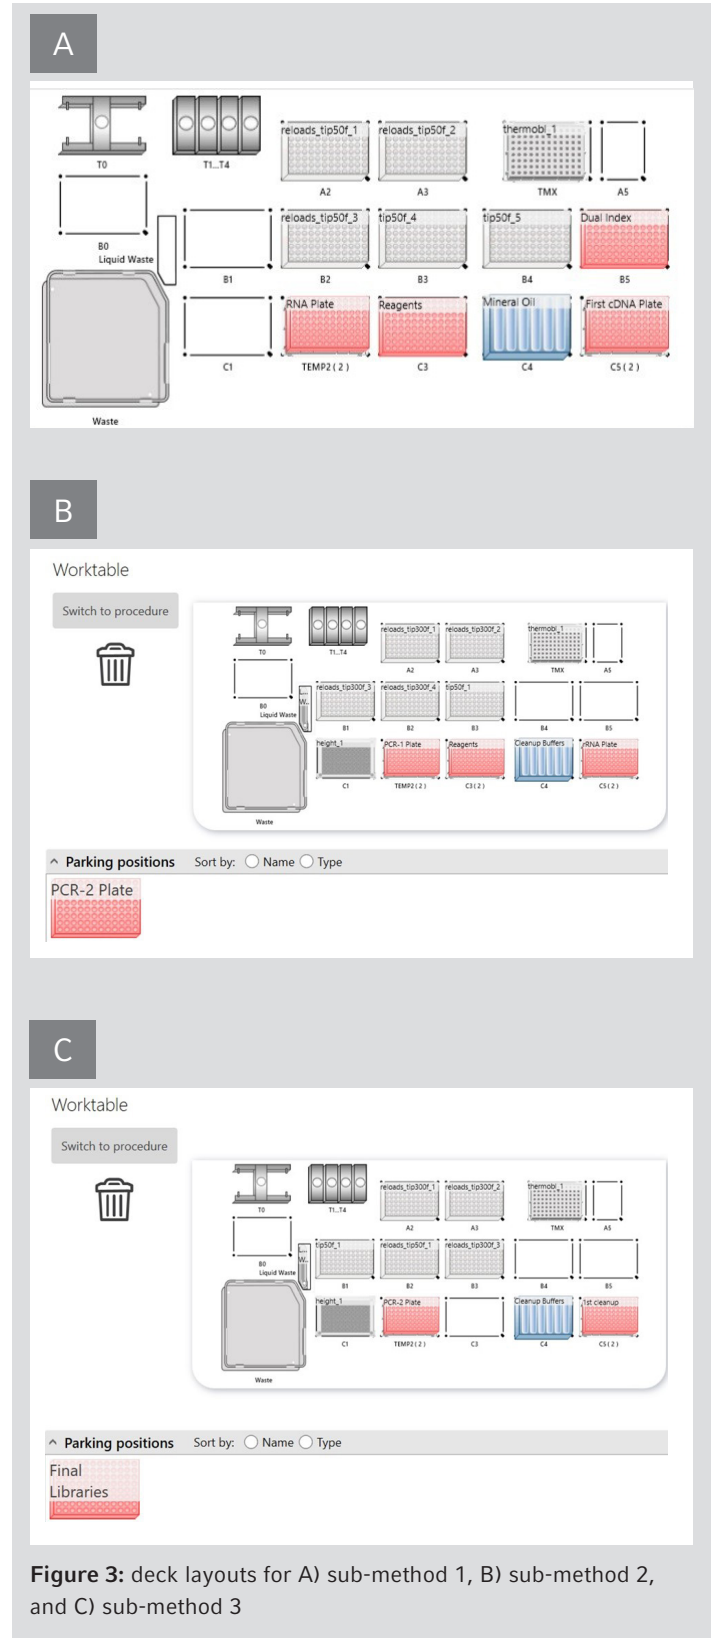 A
reloads_tip50f_1
reloads_tip50f_2
thermobl_1
T0
T1...T4
A2
A3
TMX
A5
reloads_tip50f_3
tip50f_4
tip50f_5
Dual Index
B0
Liquid Waste
B1
B2
B3
B4
B5
RNA Plate
Reagents
Mineral Oil
First cDNA Plate
C1
TEMP2 ( 2 )
C3
C4
C5 ( 2 )
Waste
B
Worktable
Switch to procedure
reloads_tip300f_1
reloads_tip300f_2
thermobl_1
T0
T1...T4
A2
A3
TMX
A5
L...
W...
reloads_tip300f_3
reloads_tip300f_4
tip50f_1
B0
Liquid Waste
B1
B2
B3
B4
B5
height_1
PCR-1 Plate
Reagents
Cleanup Buffers
rRNA Plate
C1
TEMP2 ( 2 )
C3 ( 2 )
C4
C5 ( 2 )
Waste
Parking positions Sort by: Name Type
PCR-2 Plate
C
Worktable
Switch to procedure
reloads_tip300f_1
reloads_tip300f_2
thermobl_1
T0
T1...T4
A2
A3
TMX
A5
L...
W...
tip50f_1
reloads_tip50f_1
reloads_tip300f_3
B0
Liquid Waste
B1
B2
B3
B4
B5
height_1
PCR-2 Plate
Cleanup Buffers
1st cleanup
C1
TEMP2 ( 2 )
C3
C4
C5 ( 2 )
Waste
Parking positions Sort by: Name Type
Final
Libraries
Figure 3: deck layouts for A) sub-method 1, B) sub-method 2,
and C) sub-method 3